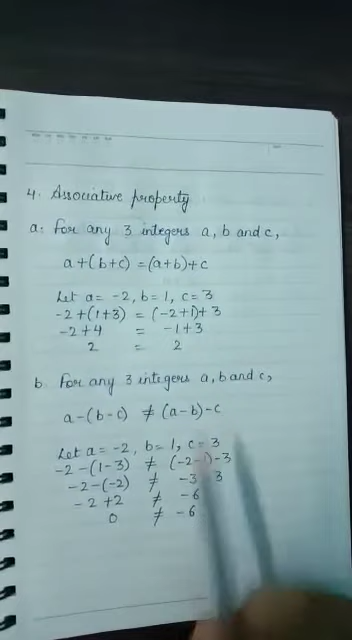 4. Associative property
a. For any 3 integers a, b and c,
a+(b+c) = (a+b)+c
Let a = -2, b = 1, c = 3
-2+(1+3) = (-2+1)+3
-2+4 = -1+3
2 = 2
b. For any 3 integers a, b and c,
a-(b-c) ≠ (a-b)-c
Let a = -2, b = 1, c = 3
-2-(1-3) ≠ (-2-1)-3
-2-(-2) ≠ -3 3
-2+2 ≠ -6
0 ≠ -6